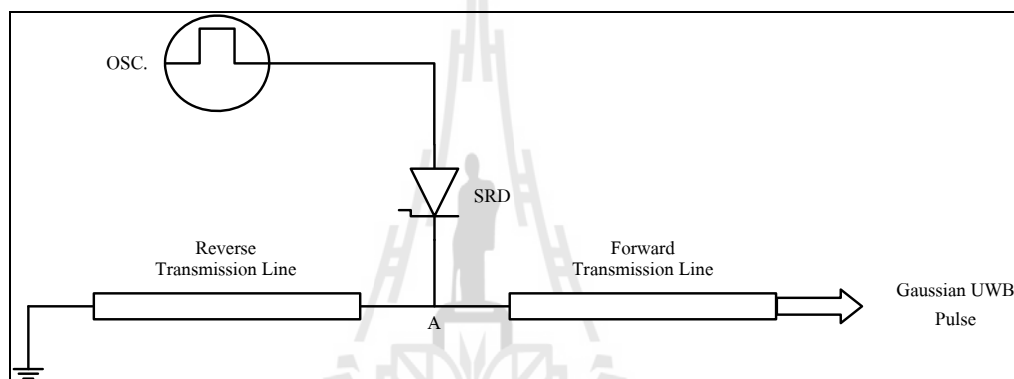 OSC.
SRD
Reverse
Transmission Line
Forward
Transmission Line
A
Gaussian UWB
Pulse